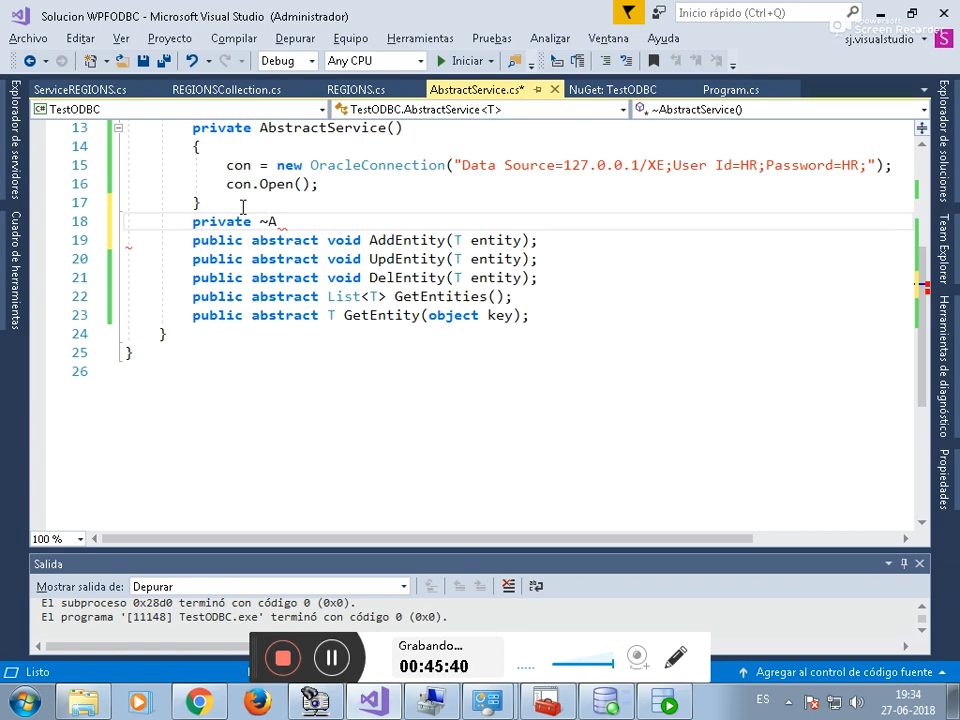 Solucion WPFODBC - Microsoft Visual Studio (Administrador)
Inicio rápido (Ctrl+Q)
Archivo Editar Ver Proyecto Compilar Depurar Equipo Herramientas Pruebas Analizar Ventana Ayuda
sj.visualstudio
S
Debug Any CPU Iniciar
ServiceREGIONS.cs REGIONSCollection.cs REGIONS.cs AbstractService.cs* NuGet: TestODBC Program.cs
TestODBC TestODBC.AbstractService<T> ~AbstractService()
13 private AbstractService()
14 {
15 con = new OracleConnection("Data Source=127.0.0.1/XE;User Id=HR;Password=HR;");
16 con.Open();
17 }
18 private ~A
19 public abstract void AddEntity(T entity);
20 public abstract void UpdEntity(T entity);
21 public abstract void DelEntity(T entity);
22 public abstract List<T> GetEntities();
23 public abstract T GetEntity(object key);
24 }
25 }
26
Explorador de servidores
Cuadro de herramientas
Explorador de soluciones
Team Explorer
Herramientas de diagnóstico
Propiedades
100 %
Salida
Mostrar salida de: Depurar
El subproceso 0x28d0 terminó con código 0 (0x0).
El programa '[11148] TestODBC.exe' terminó con código 0 (0x0).
Grabando...
00:45:40
Listo
Agregar al control de código fuente
ES
19:34
27-06-2018